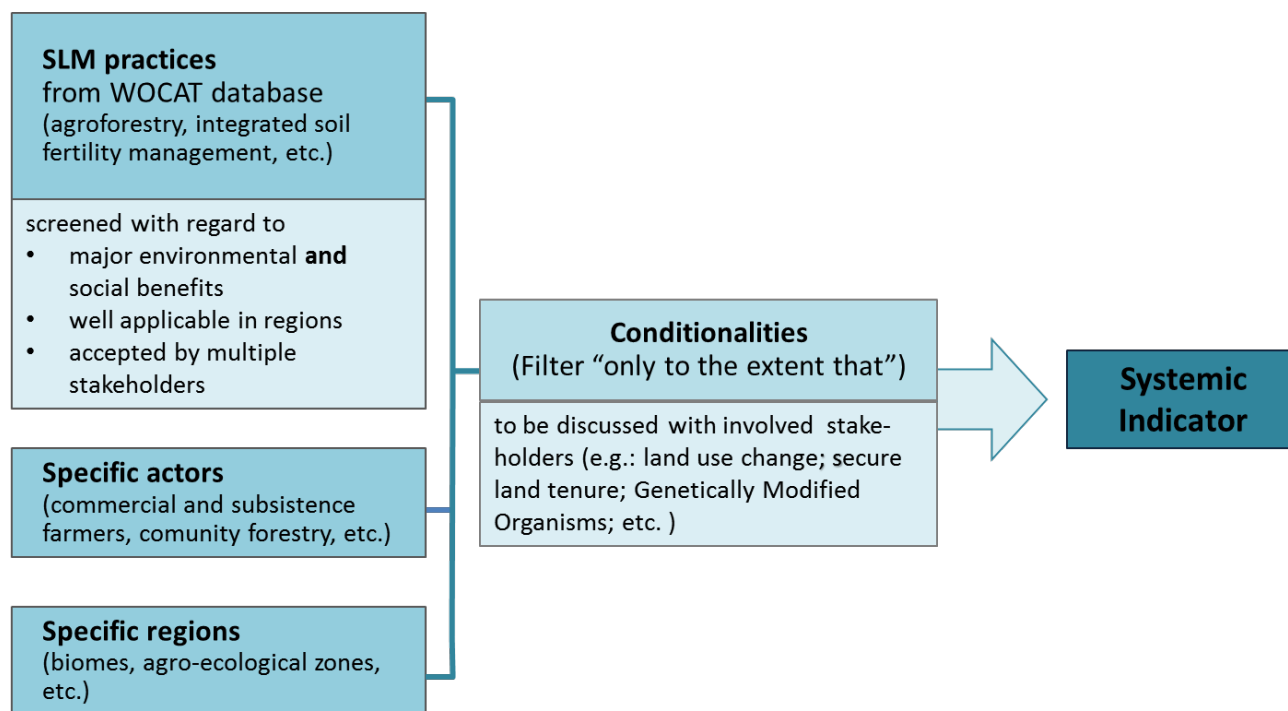 SLM practices
from WOCAT database
(agroforestry, integrated soil
fertility management, etc.)
screened with regard to
• major environmental and
social benefits
• well applicable in regions
• accepted by multiple
stakeholders
Specific actors
(commercial and subsistence
farmers, comunity forestry, etc.)
Specific regions
(biomes, agro-ecological zones,
etc.)
Conditionalities
(Filter “only to the extent that”)
to be discussed with involved stake-
holders (e.g.: land use change; secure
land tenure; Genetically Modified
Organisms; etc. )
Systemic
Indicator